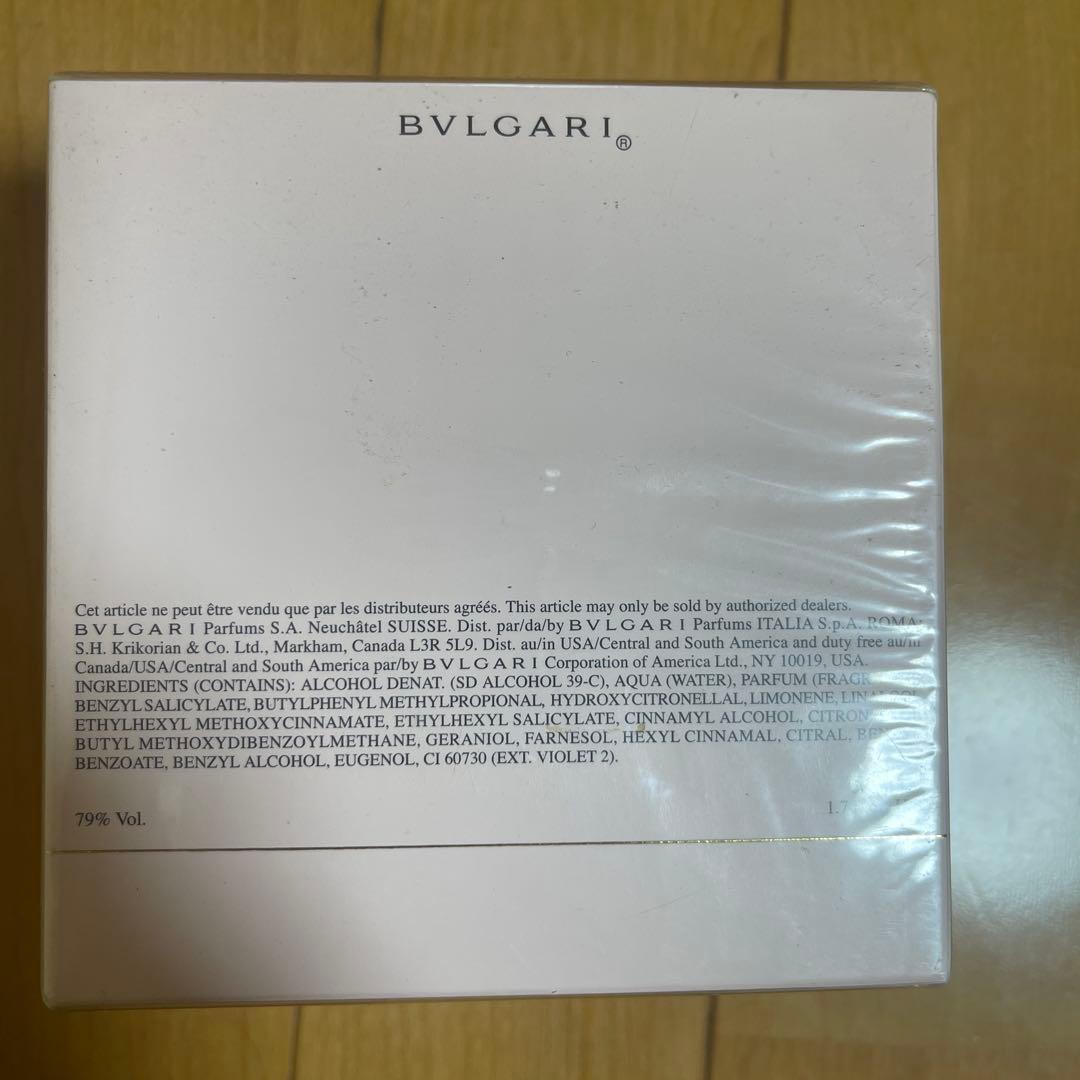 BVLGARI®
Cet article ne peut être vendu que par les distributeurs agréés. This article may only be sold by authorized dealers.
BVLGARI Parfums S.A. Neuchâtel SUISSE. Dist. par/da/by BVLGARI Parfums ITALIA S.p.A. ROMA:
S.H. Krikorian & Co. Ltd., Markham, Canada L3R 5L9. Dist. au/in USA/Central and South America and duty free au/in
Canada/USA/Central and South America par/by BVLGARI Corporation of America Ltd., NY 10019, USA.
INGREDIENTS (CONTAINS): ALCOHOL DENAT. (SD ALCOHOL 39-C), AQUA (WATER), PARFUM
BENZYL SALICYLATE, BUTYLPHENYL METHYLPROPIONAL, HYDROXYCITRONELLAL, LIMONENE,
ETHYLHEXYL METHOXYCINNAMATE, ETHYLHEXYL SALICYLATE, CINNAMYL ALCOHOL,
BUTYL METHOXYDIBENZOYLMETHANE, GERANIOL, FARNESOL, HEXYL CINNAMAL, CITRAL,
BENZOATE, BENZYL ALCOHOL, EUGENOL, CI 60730 (EXT. VIOLET 2).
79% Vol.